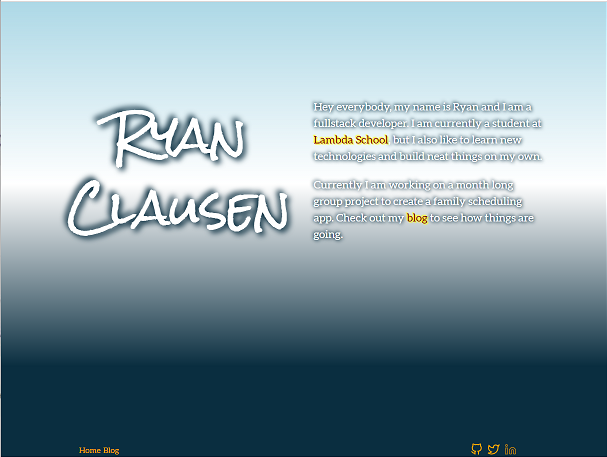 Ryan
Clausen
Hey everybody, my name is Ryan and I am a
fullstack developer. I am currently a student at
Lambda School but I also like to learn new
technologies and build neat things on my own.
Currently I am working on a month long
group project to create a family scheduling
app. Check out my blog to see how things are
going.
Home Blog